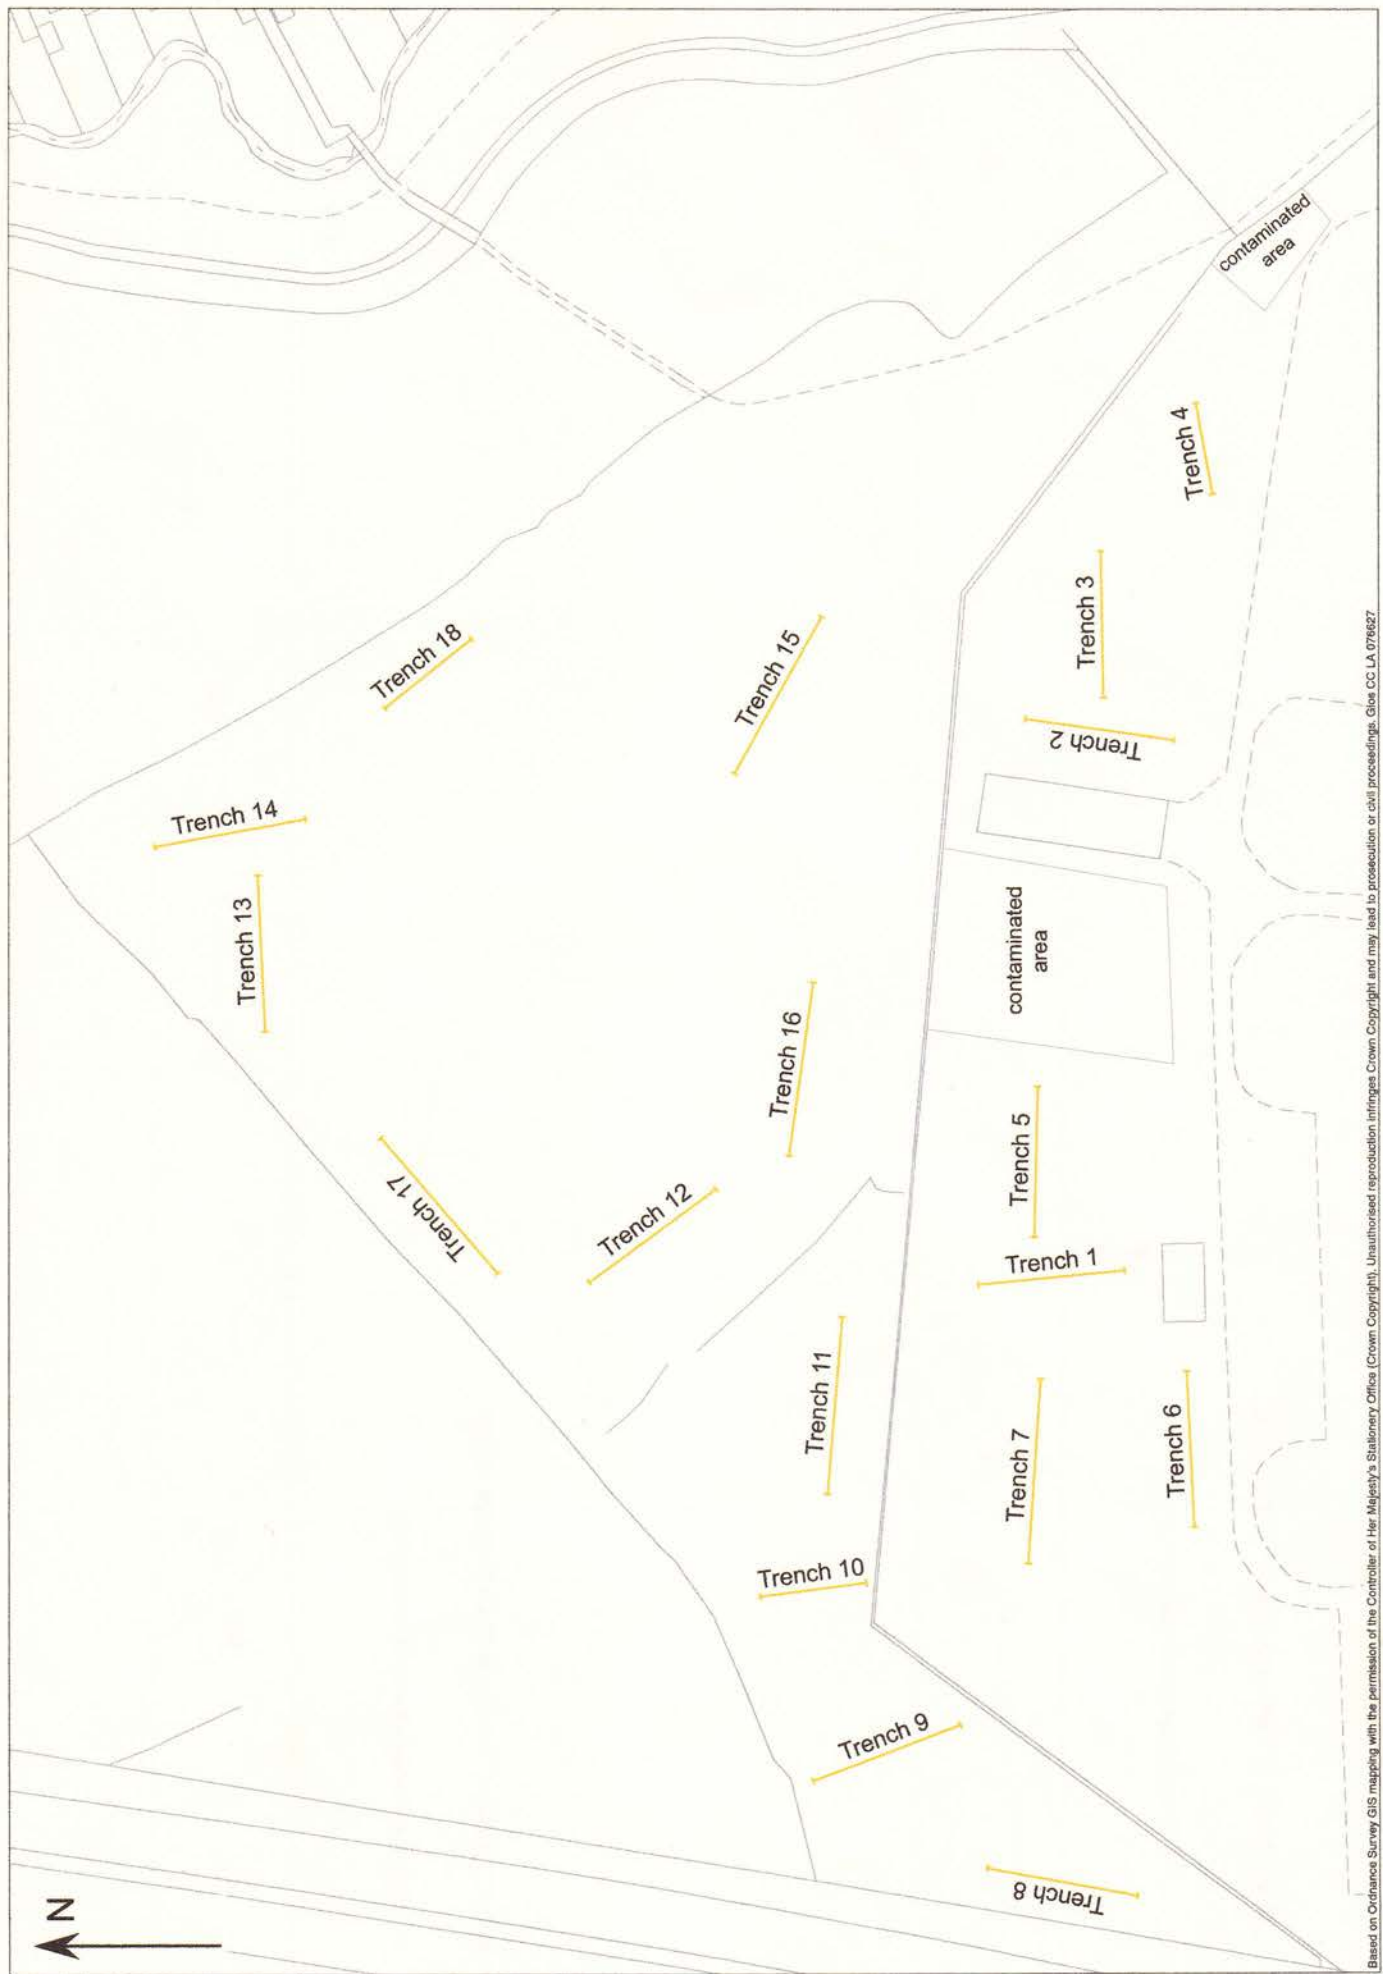 N
contaminated
area
Trench 4
Trench 3
Trench 2
Trench 18
Trench 15
Trench 14
Trench 13
contaminated
area
Trench 16
Trench 5
Trench 17
Trench 12
Trench 1
Trench 11
Trench 7
Trench 6
Trench 10
Trench 9
Trench 8
Based on Ordnance Survey GIS mapping with the permission of the Controller of Her Majesty's Stationery Office (Crown Copyright). Unauthorised reproduction infringes Crown Copyright and may lead to prosecution or civil proceedings. Glos CC LA 076627